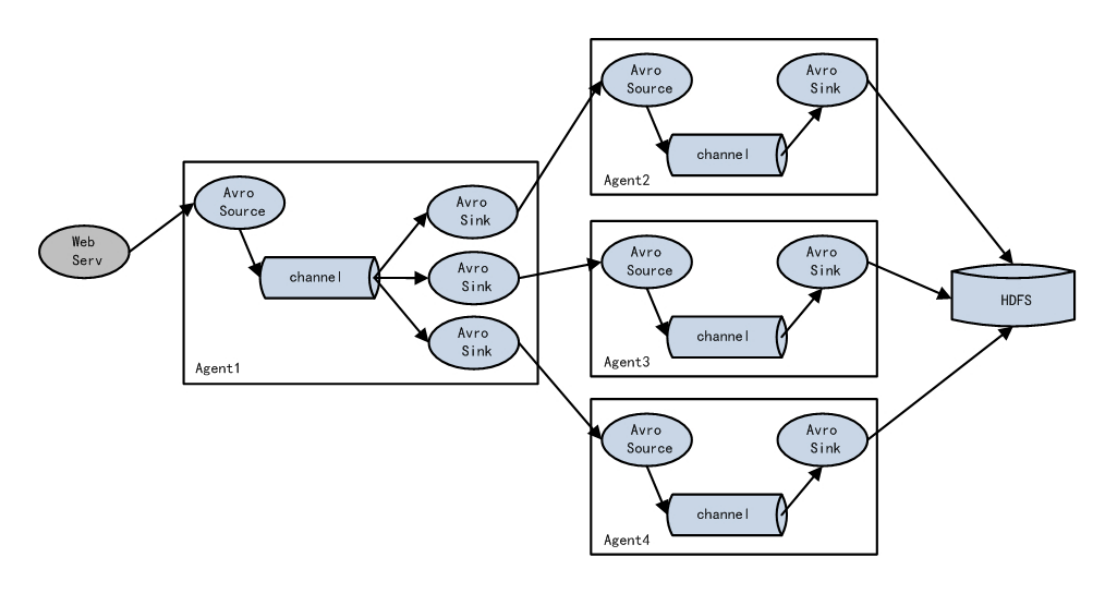 Web
Serv
Avro
Source
channel
Avro
Sink
Avro
Sink
Avro
Sink
Agent1
Avro
Source
Avro
Sink
channel
Agent2
Avro
Source
Avro
Sink
channel
Agent3
Avro
Source
Avro
Sink
channel
Agent4
HDFS